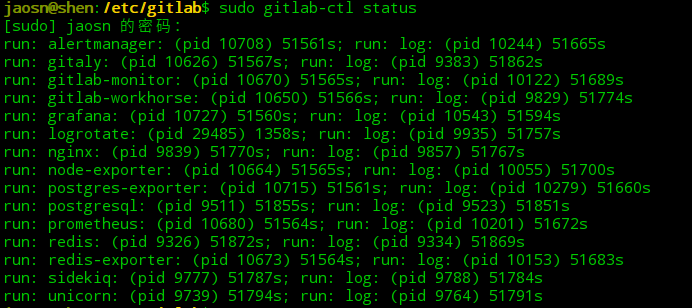 jaosn@shen:/etc/gitlab$ sudo gitlab-ctl status
[sudo] jaosn 的密码：
run: alertmanager: (pid 10708) 51561s; run: log: (pid 10244) 51665s
run: gitaly: (pid 10626) 51567s; run: log: (pid 9383) 51862s
run: gitlab-monitor: (pid 10670) 51565s; run: log: (pid 10122) 51689s
run: gitlab-workhorse: (pid 10650) 51566s; run: log: (pid 9829) 51774s
run: grafana: (pid 10727) 51560s; run: log: (pid 10543) 51594s
run: logrotate: (pid 29485) 1358s; run: log: (pid 9935) 51757s
run: nginx: (pid 9839) 51770s; run: log: (pid 9857) 51767s
run: node-exporter: (pid 10664) 51565s; run: log: (pid 10055) 51700s
run: postgres-exporter: (pid 10715) 51561s; run: log: (pid 10279) 51660s
run: postgresql: (pid 9511) 51855s; run: log: (pid 9523) 51851s
run: prometheus: (pid 10680) 51564s; run: log: (pid 10201) 51672s
run: redis: (pid 9326) 51872s; run: log: (pid 9334) 51869s
run: redis-exporter: (pid 10673) 51564s; run: log: (pid 10153) 51683s
run: sidekiq: (pid 9777) 51787s; run: log: (pid 9788) 51784s
run: unicorn: (pid 9739) 51794s; run: log: (pid 9764) 51791s